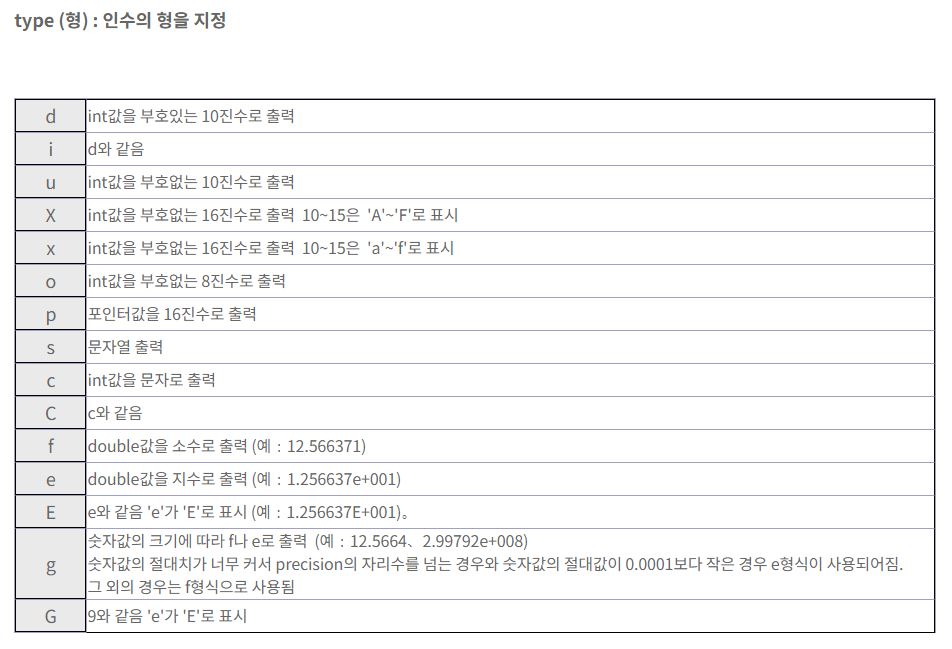 type (형) : 인수의 형을 지정
d int값을 부호있는 10진수로 출력
i d와 같음
u int값을 부호없는 10진수로 출력
X int값을 부호없는 16진수로 출력  10~15은  'A'~'F'로 표시
x int값을 부호없는 16진수로 출력  10~15은  'a'~'f'로 표시
o int값을 부호없는 8진수로 출력
p 포인터값을 16진수로 출력
s 문자열 출력
c int값을 문자로 출력
C c와 같음
f double값을 소수로 출력 (예 : 12.566371)
e double값을 지수로 출력 (예 : 1.256637e+001)
E e와 같음 'e'가 'E'로 표시 (예 : 1.256637E+001)。
g 숫자값의 크기에 따라 f나 e로 출력  (예 : 12.5664、2.99792e+008)
숫자값의 절대치가 너무 커서 precision의 자리수를 넘는 경우와 숫자값의 절대값이 0.0001보다 작은 경우 e형식이 사용되어짐.
그 외의 경우는 f형식으로 사용됨
G 9와 같음 'e'가 'E'로 표시